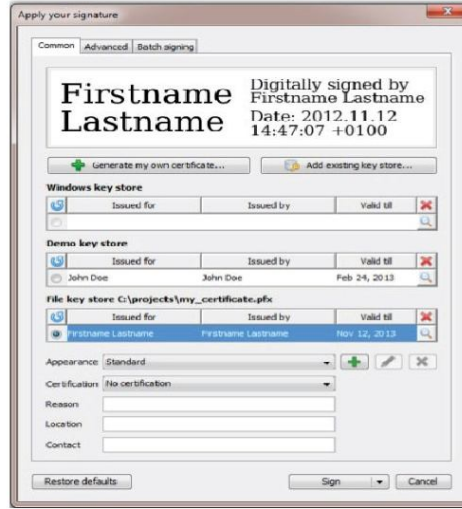 Apply your signature
Common Advanced Batch signing
Firstname
Lastname
Digitally signed by
Firstname Lastname
Date: 2012.11.12
14:47:07 +0100
Generate my own certificate... Add existing key store...
Windows key store
Issued for Issued by Valid till
Demo key store
Issued for Issued by Valid till
John Doe John Doe Feb 24, 2013
File key store C:\projects\my_certificate.pfx
Issued for Issued by Valid till
Firstname Lastname Firstname Lastname Nov 12, 2013
Appearance Standard
Certification No certification
Reason
Location
Contact
Restore defaults Sign Cancel